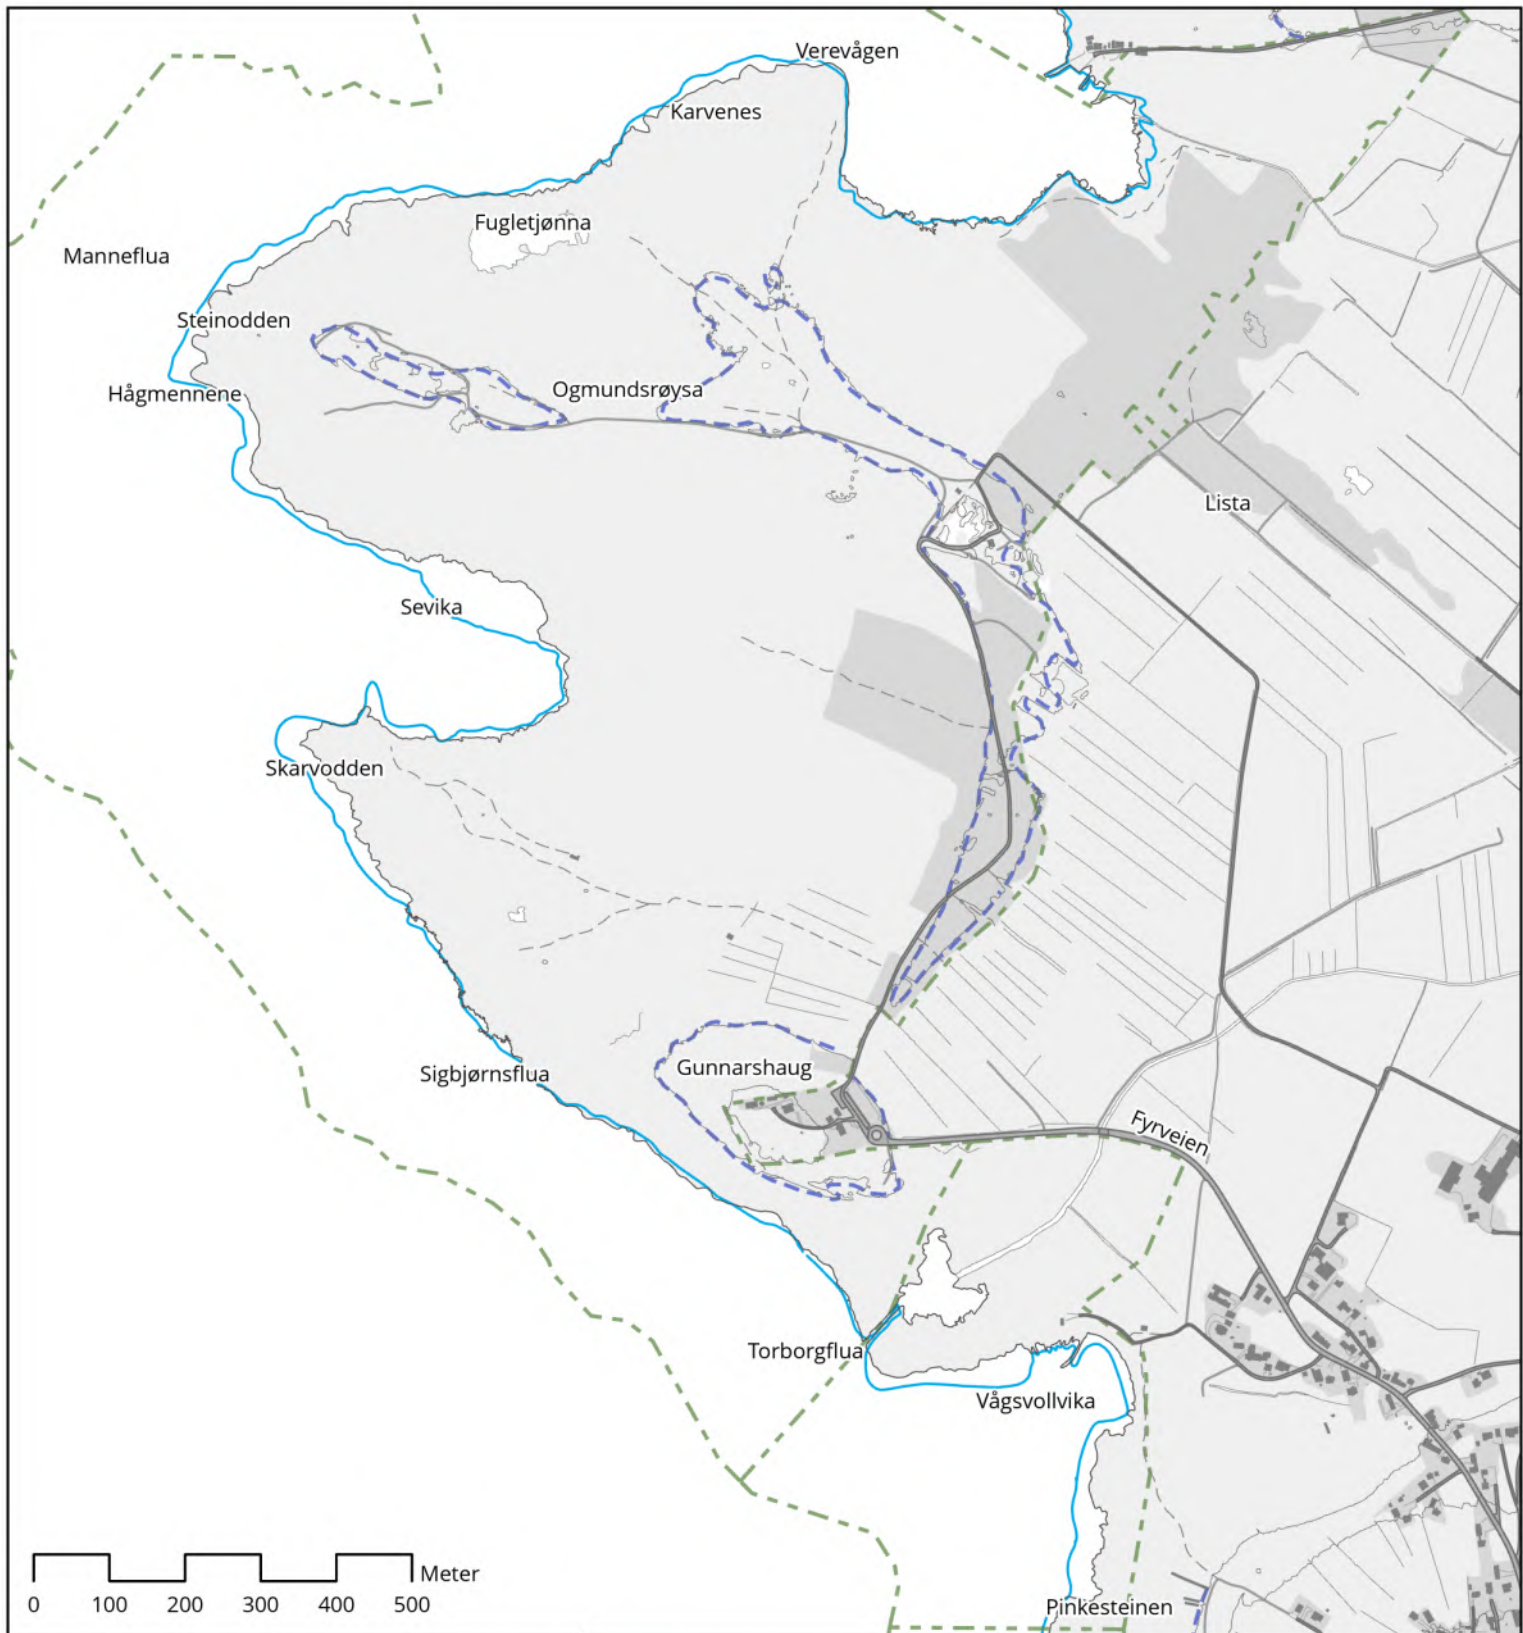 Verevågen
Karvenes
Fugletjønna
Manneflua
Steinodden
Hågmennene
Ogmundsrøysa
Lista
Sevika
Skarvodden
Gunnarshaug
Sigbjørnsflua
Fyrveien
Torborgflua
Vågsvollvika
Meter
0 100 200 300 400 500
Pinkesteinen